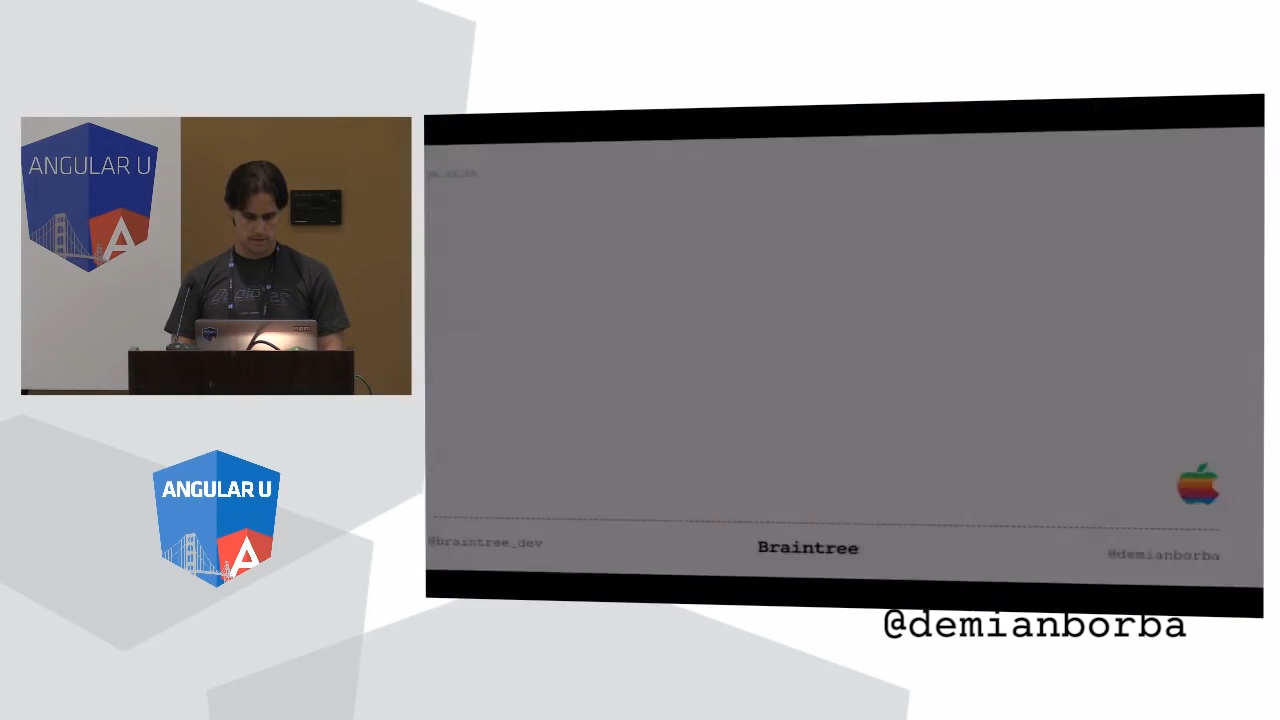 ANGULAR U
ANGULAR U
@braintree_dev
Braintree
@demianborba
@demianborba